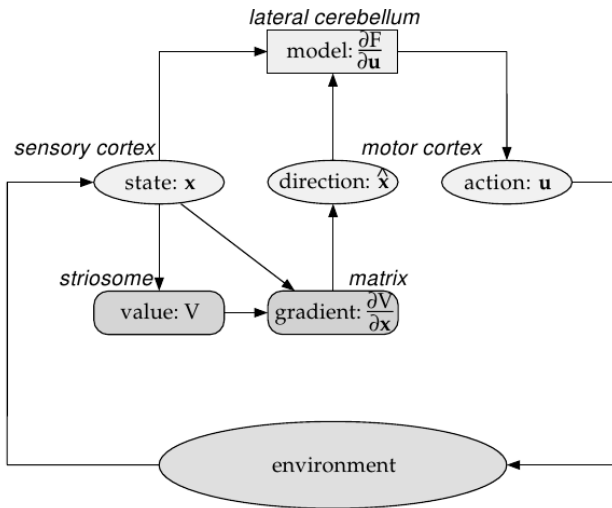 lateral cerebellum
model: ∂F/∂u
sensory cortex
motor cortex
state: x
direction: x̂
action: u
striosome
matrix
value: V
gradient: ∂V/∂x
environment